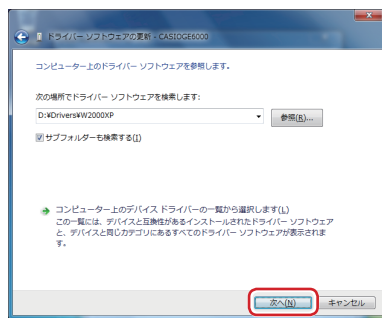 ドライバー ソフトウェアの更新 - CASIOGE6000
コンピューター上のドライバー ソフトウェアを参照します。
次の場所でドライバー ソフトウェアを検索します:
D:¥Drivers¥W2000XP
参照(R)...
サブフォルダーも検索する(I)
コンピューター上のデバイス ドライバーの一覧から選択します(L)
この一覧には、デバイスと互換性があるインストールされたドライバー ソフトウェア
と、デバイスと同じカテゴリにあるすべてのドライバー ソフトウェアが表示されま
す。
次へ(N) キャンセル